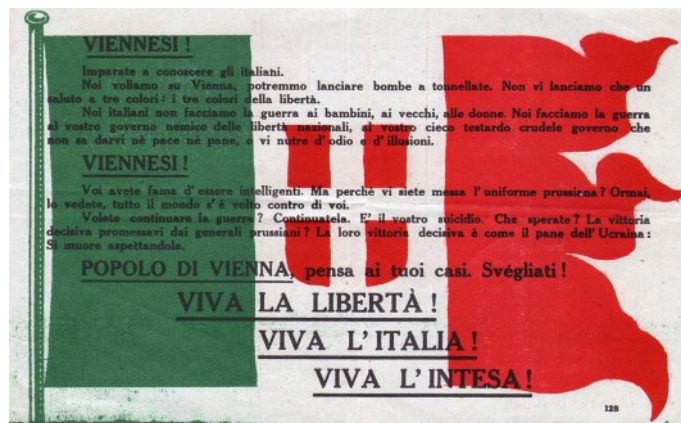 VIENNESI !
Imparate a conoscere gli italiani.
Noi voliamo su Vienna, potremmo lanciare bombe a tonnellate. Non vi lanciamo che un
saluto a tre colori : i tre colori della libertà.
Noi italiani non facciamo la guerra ai bambini, ai vecchi, alle donne. Noi facciamo la guerra
al vostro governo nemico delle libertà nazionali, al vostro cieco testardo crudele governo che
non sa darvi nè pace nè pane, e vi nutre d' odio e d' illusioni.
VIENNESI !
Voi avete fama d' essere intelligenti. Ma perchè vi siete messa l' uniforme prussiana ? Ormai,
lo vedete, tutto il mondo s' è volto contro di voi.
Volete continuare la guerra ? Continuatela. E' il vostro suicidio. Che sperate ? La vittoria
decisiva promessavi dai generali prussiani ? La loro vittoria decisiva è come il pane dell' Ucraina :
Si muore aspettandola.
POPOLO DI VIENNA, pensa ai tuoi casi. Svégliati !
VIVA LA LIBERTÀ !
VIVA L' ITALIA !
VIVA L' INTESA !
128